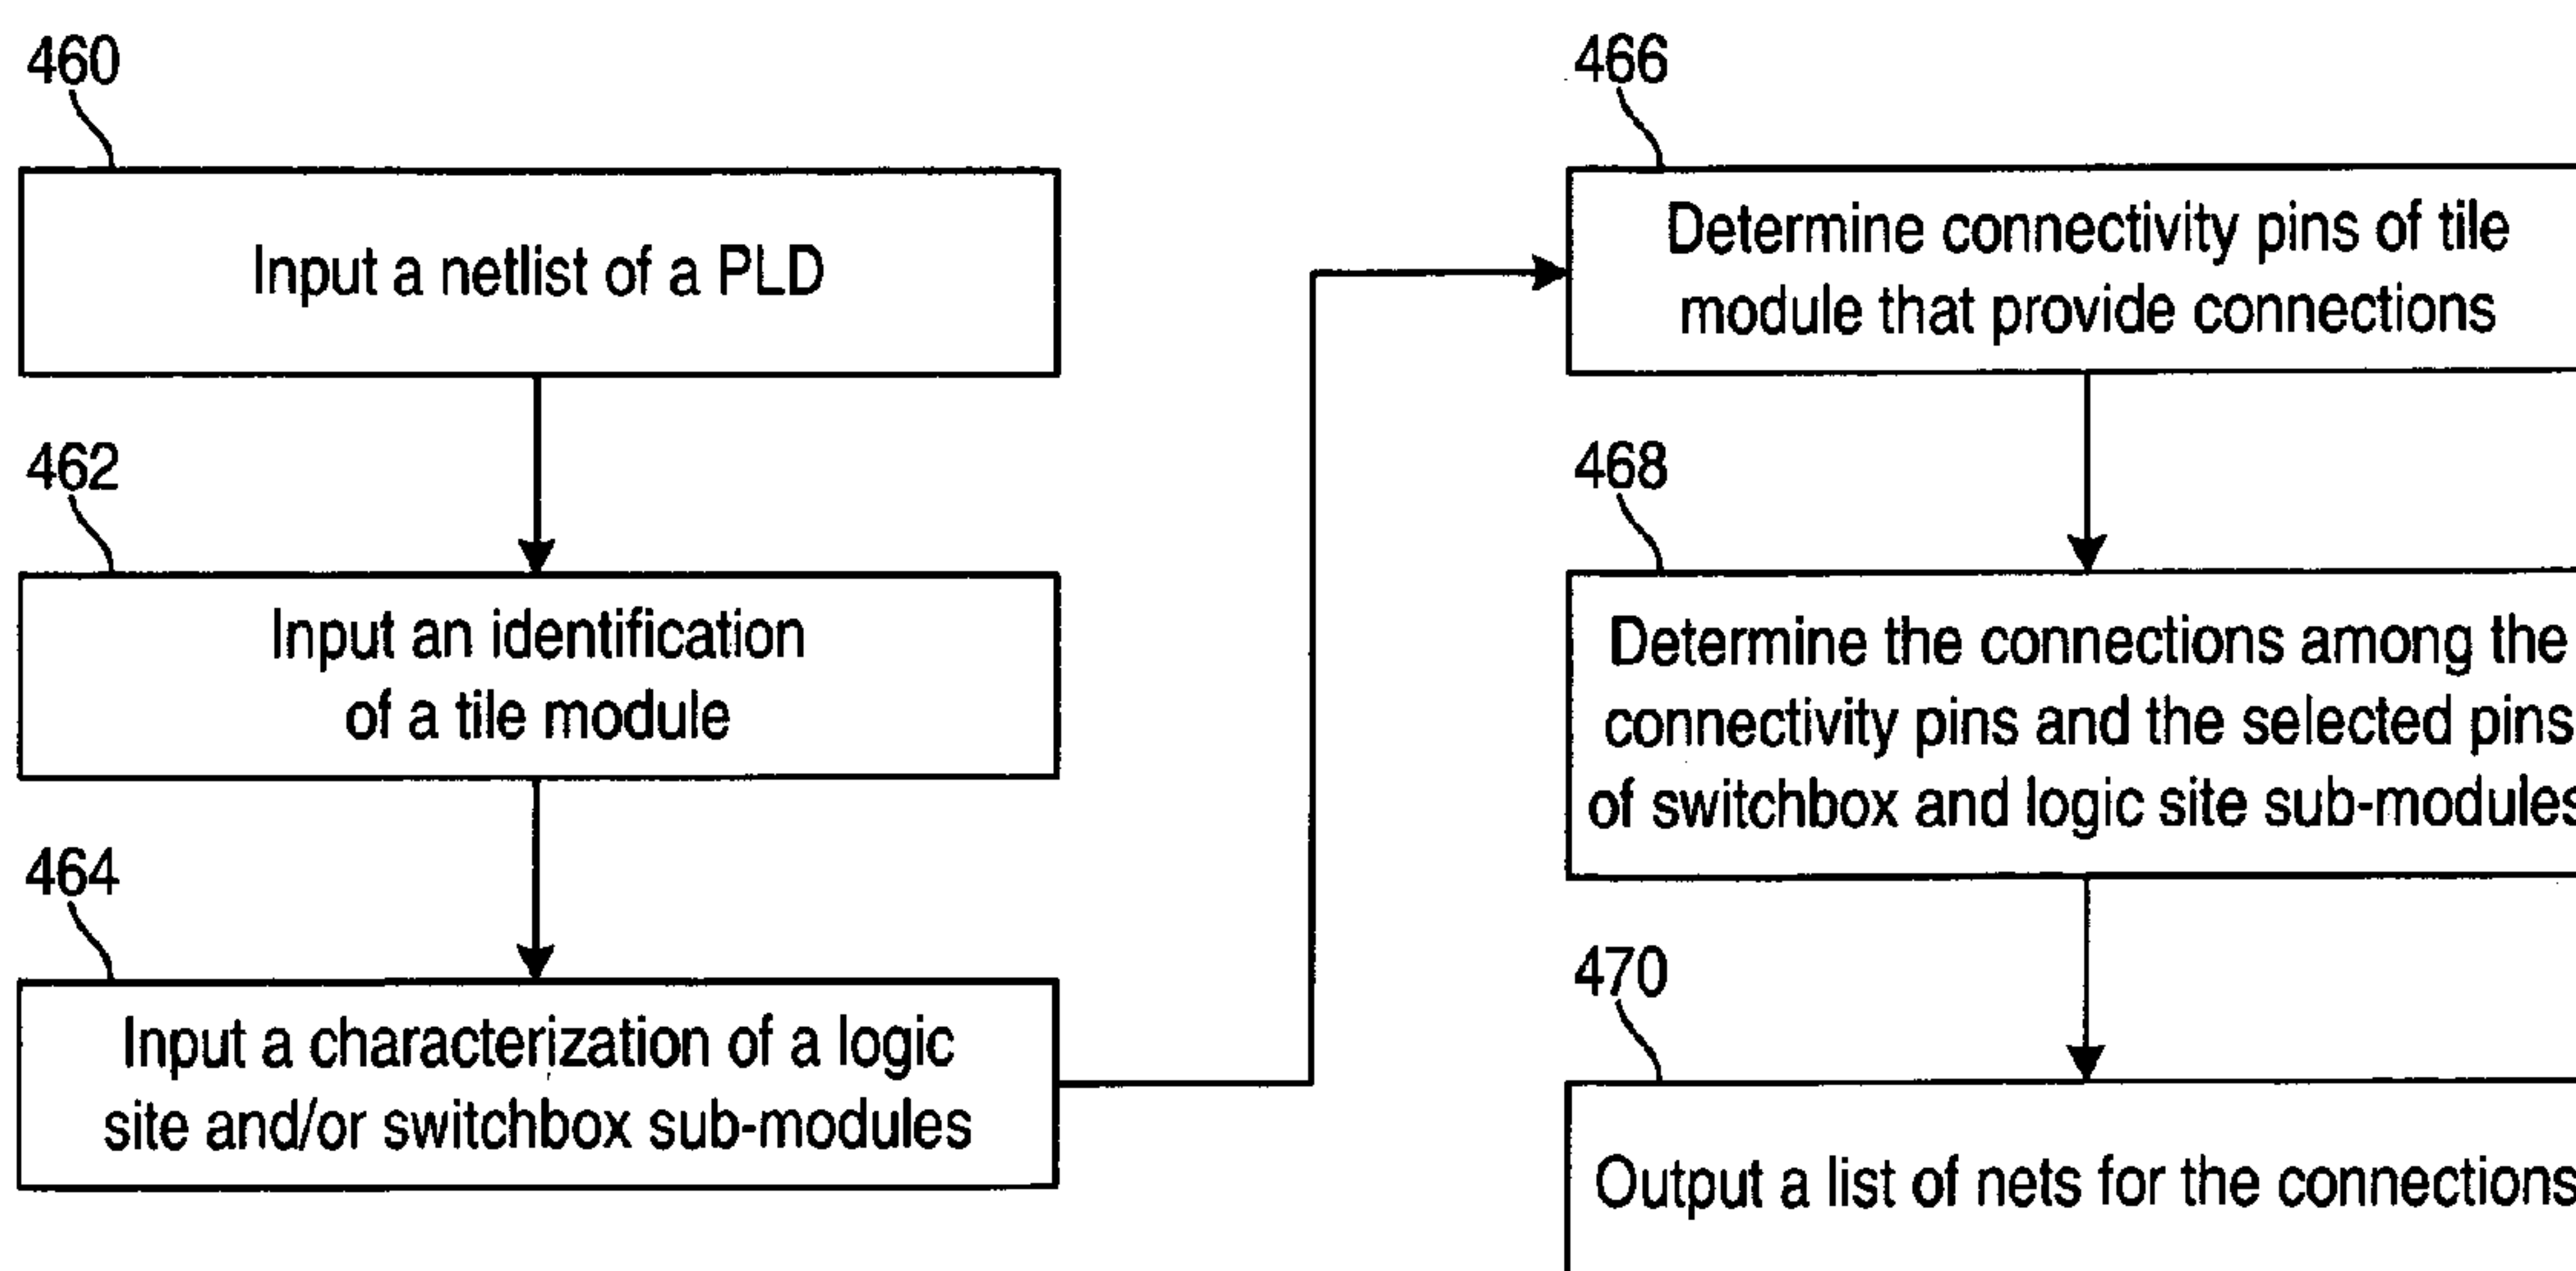 460
Input a netlist of a PLD
462
Input an identification
of a tile module
464
Input a characterization of a logic
site and/or switchbox sub-modules
466
Determine connectivity pins of tile
module that provide connections
468
Determine the connections among the
connectivity pins and the selected pins
of switchbox and logic site sub-modules
470
Output a list of nets for the connections